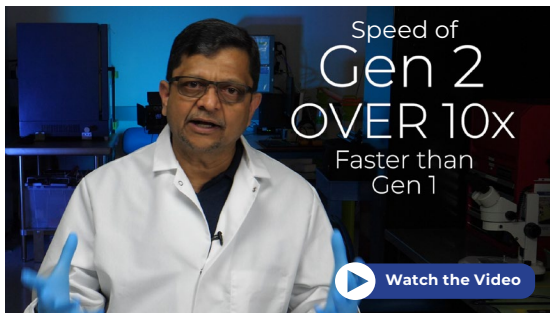 Speed of
Gen 2
OVER 10x
Faster than
Gen 1
Watch the Video